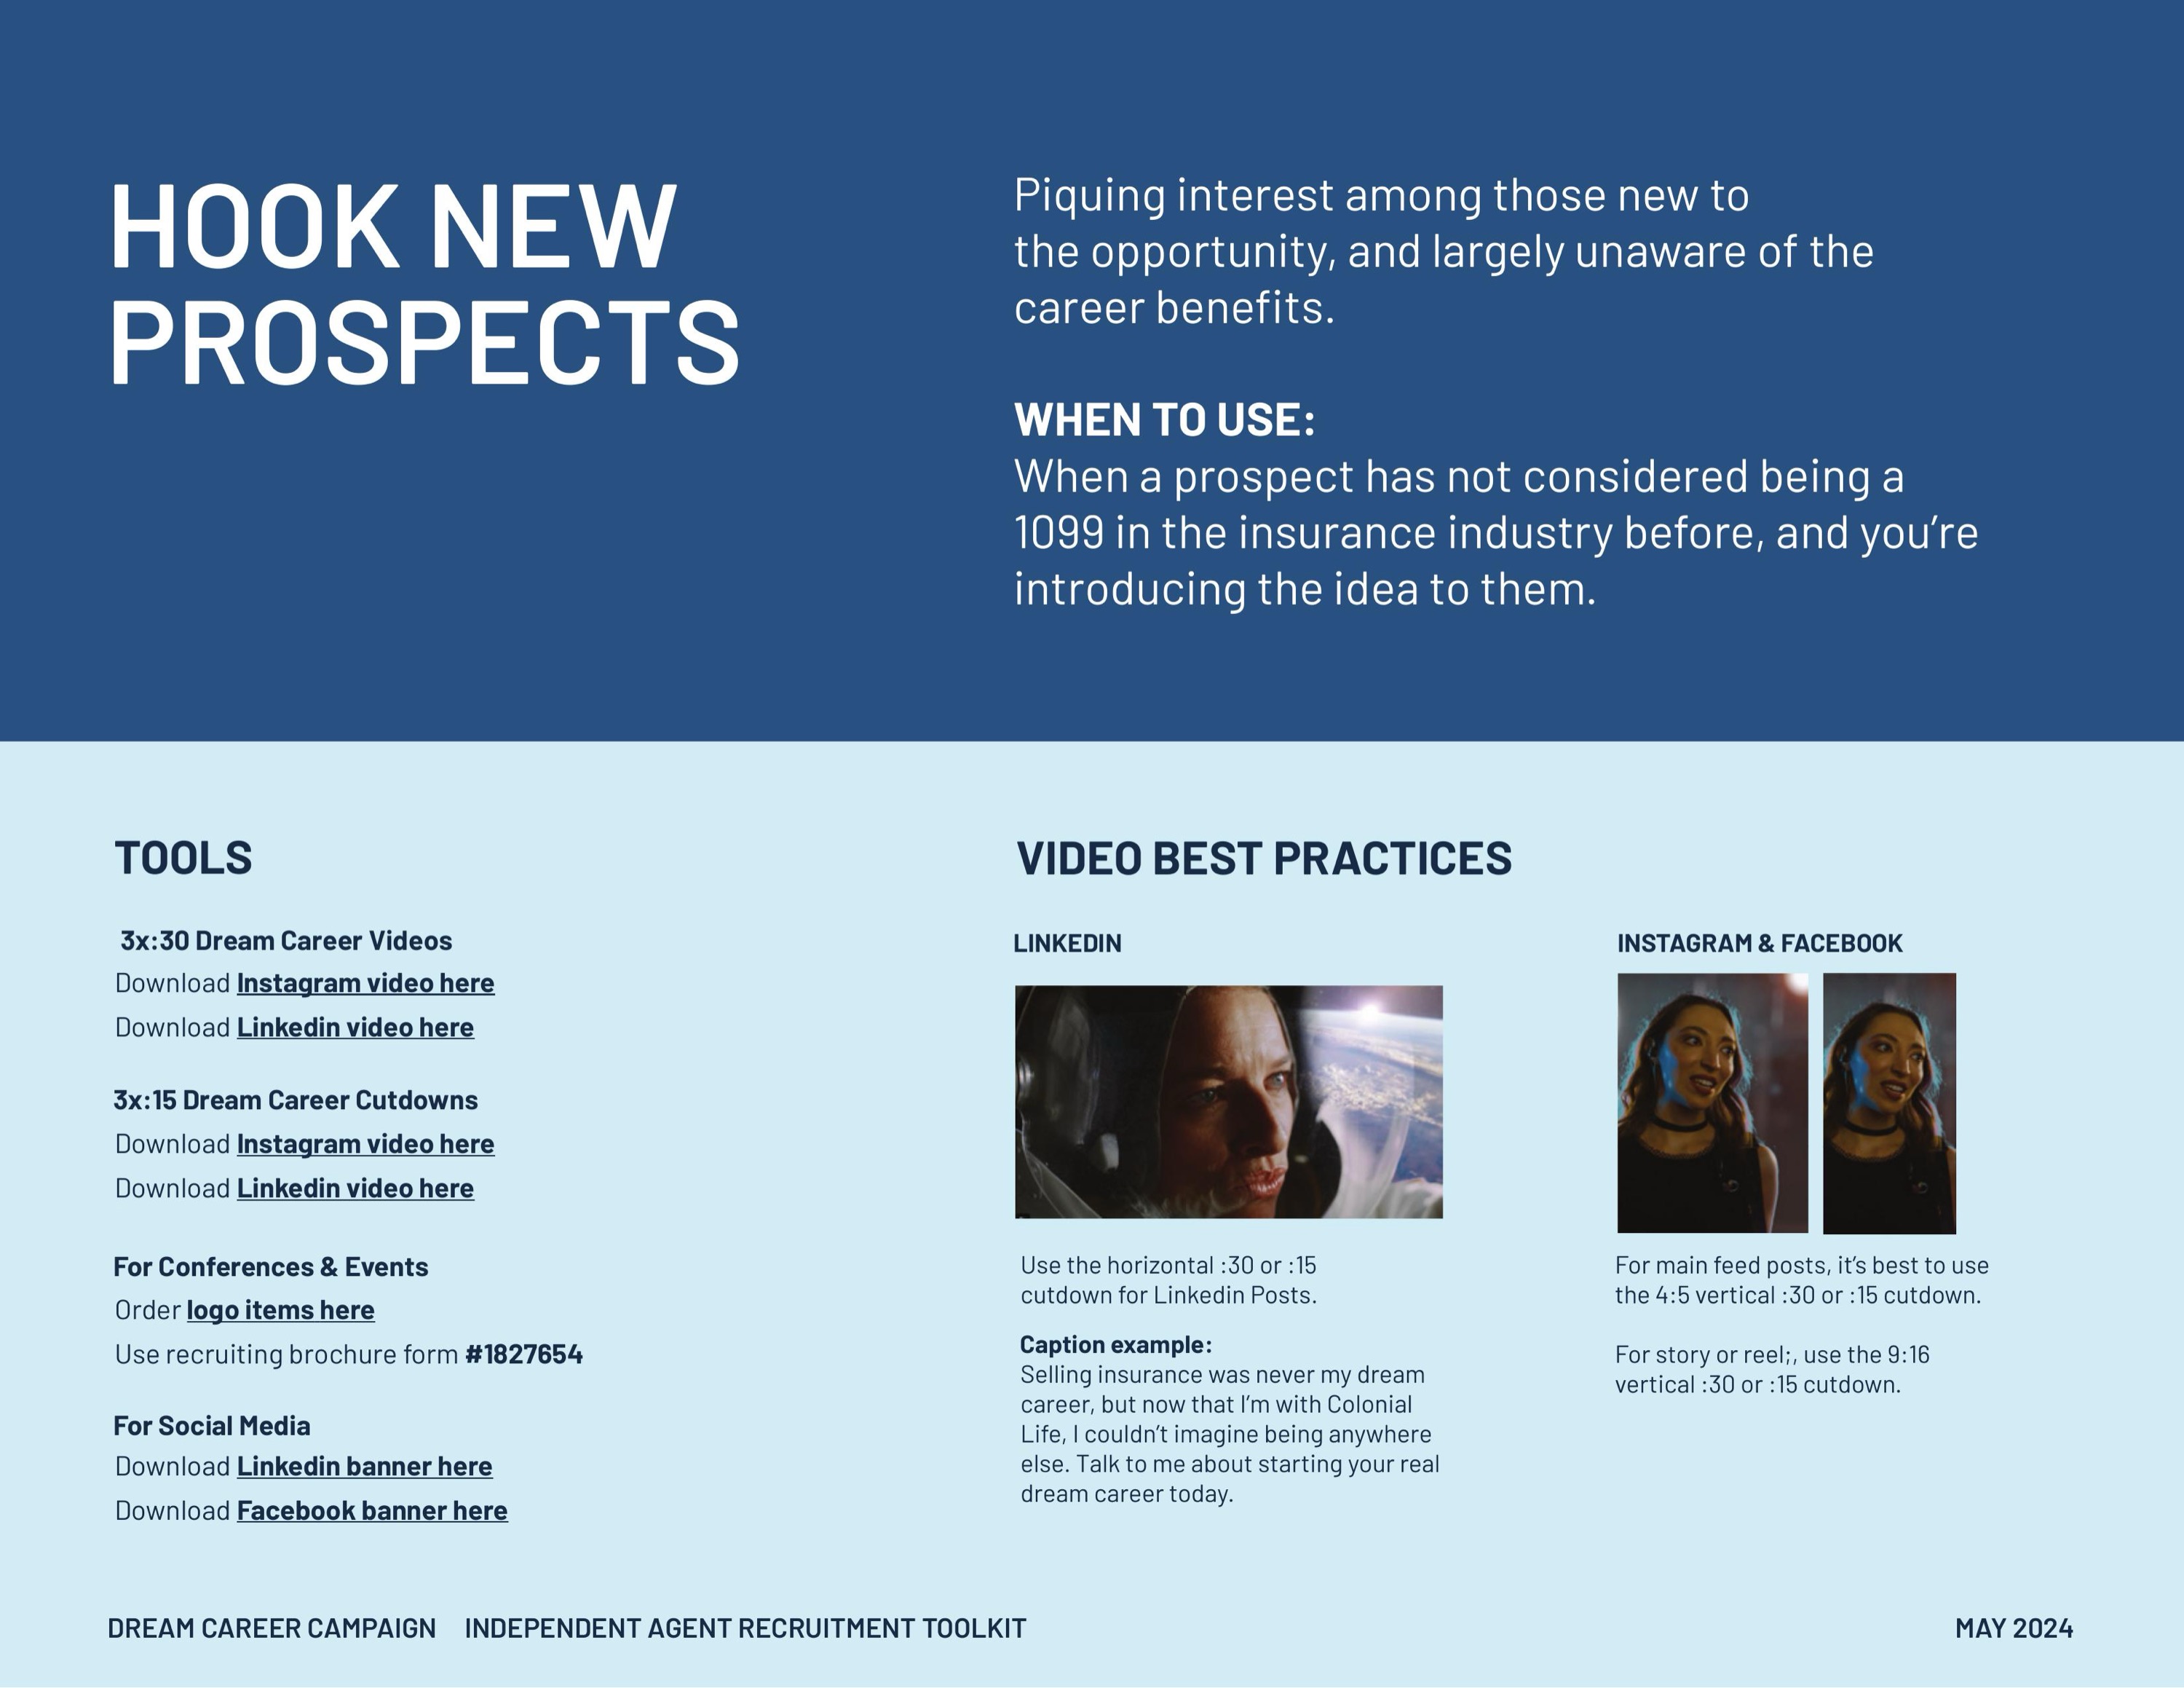 HOOK NEW
PROSPECTS
Piquing interest among those new to
the opportunity, and largely unaware of the
career benefits.
WHEN TO USE:
When a prospect has not considered being a
1099 in the insurance industry before, and you’re
introducing the idea to them.
TOOLS
3x:30 Dream Career Videos
Download Instagram video here
Download Linkedin video here
3x:15 Dream Career Cutdowns
Download Instagram video here
Download Linkedin video here
For Conferences & Events
Order logo items here
Use recruiting brochure form #1827654
For Social Media
Download Linkedin banner here
Download Facebook banner here
VIDEO BEST PRACTICES
LINKEDIN
Use the horizontal :30 or :15
cutdown for Linkedin Posts.
Caption example:
Selling insurance was never my dream
career, but now that I’m with Colonial
Life, I couldn’t imagine being anywhere
else. Talk to me about starting your real
dream career today.
INSTAGRAM & FACEBOOK
For main feed posts, it’s best to use
the 4:5 vertical :30 or :15 cutdown.
For story or reel;, use the 9:16
vertical :30 or :15 cutdown.
DREAM CAREER CAMPAIGN INDEPENDENT AGENT RECRUITMENT TOOLKIT
MAY 2024